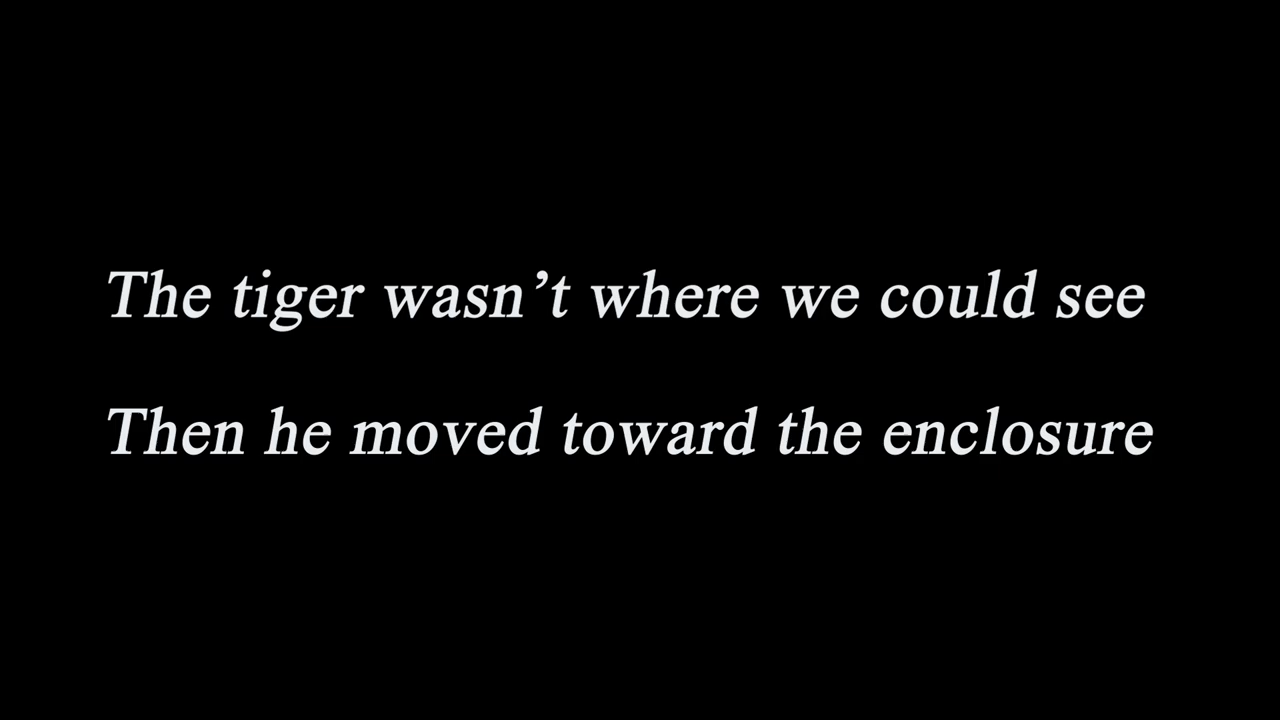 The tiger wasn’t where we could see
Then he moved toward the enclosure